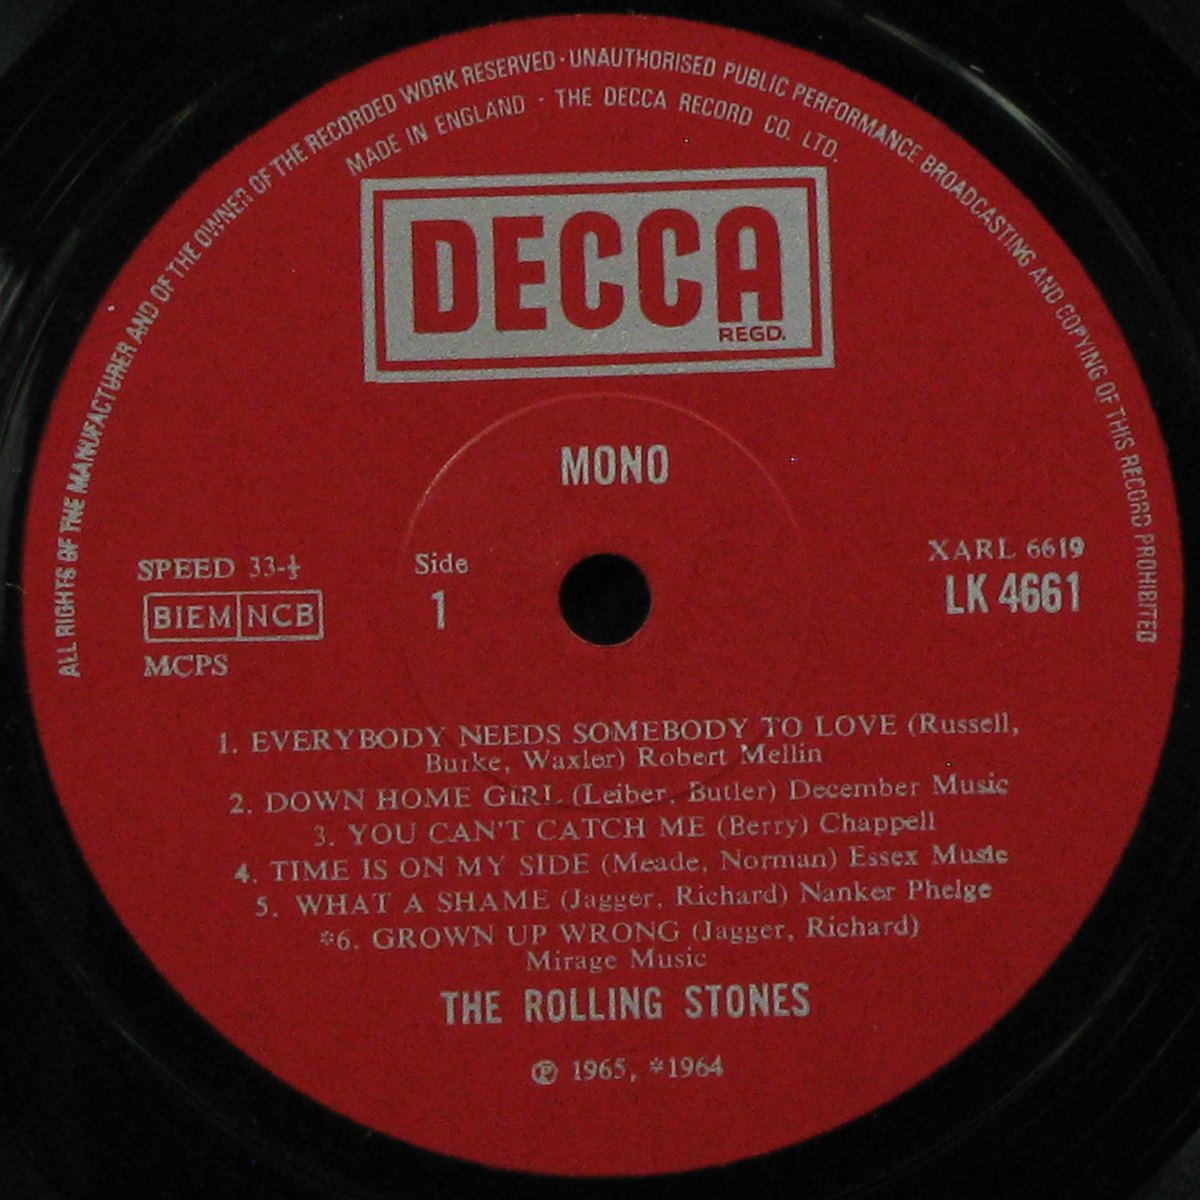 ALL RIGHTS OF THE MANUFACTURER AND OF THE OWNER OF THE RECORDED WORK RESERVED · UNAUTHORISED PUBLIC PERFORMANCE BROADCASTING AND COPYING OF THIS RECORD PROHIBITED
MADE IN ENGLAND · THE DECCA RECORD CO. LTD.
DECCA
REGD.
MONO
SPEED 33-⅓
BIEM NCB
MCPS
Side
1
XARL 6619
LK 4661
1. EVERYBODY NEEDS SOMEBODY TO LOVE (Russell,
Burke, Waxler) Robert Mellin
2. DOWN HOME GIRL (Leiber, Butler) December Music
3. YOU CAN'T CATCH ME (Berry) Chappell
4. TIME IS ON MY SIDE (Meade, Norman) Essex Music
5. WHAT A SHAME (Jagger, Richard) Nanker Phelge
*6. GROWN UP WRONG (Jagger, Richard)
Mirage Music
THE ROLLING STONES
℗ 1965, *1964